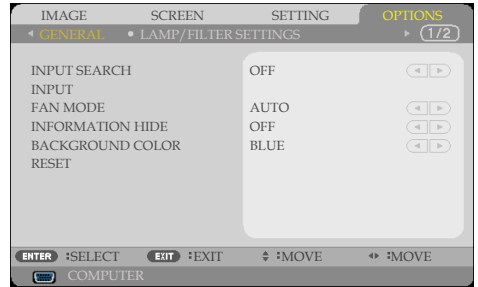 IMAGE SCREEN SETTING OPTIONS
GENERAL • LAMP/FILTER SETTINGS (1/2)
INPUT SEARCH OFF
INPUT
FAN MODE AUTO
INFORMATION HIDE OFF
BACKGROUND COLOR BLUE
RESET
ENTER :SELECT EXIT :EXIT :MOVE :MOVE
COMPUTER